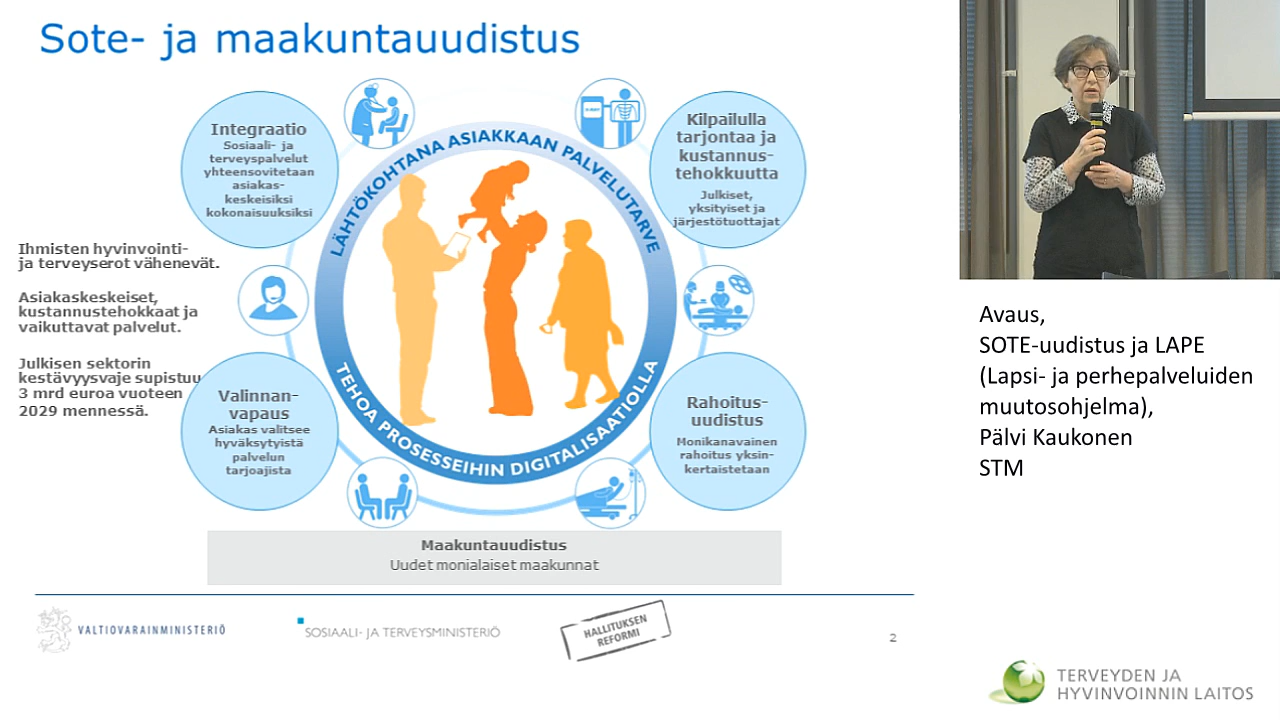 Sote- ja maakuntauudistus
Integraatio
Sosiaali- ja
terveyspalvelut
yhteensovitetaan
asiakas-
keskeisiksi
kokonaisuuksiksi
Kilpailulla
tarjontaa ja
kustannus-
tehokkuutta
Julkiset,
yksityiset ja
järjestötuottajat
LÄHTÖKOHTANA ASIAKKAAN PALVELUTARVE
TEHOA PROSESSEIHIN DIGITALISAATIOLLA
Ihmisten hyvinvointi-
ja terveyserot vähenevät.
Asiakaskeskeiset,
kustannustehokkaat ja
vaikuttavat palvelut.
Julkisen sektorin
kestävyysvaje supistuu
3 mrd euroa vuoteen
2029 mennessä.
Valinnan-
vapaus
Asiakas valitsee
hyväksytyistä
palvelun
tarjoajista
Rahoitus-
uudistus
Monikanavainen
rahoitus yksin-
kertaistetaan
Maakuntauudistus
Uudet monialaiset maakunnat
VALTIOVARAINMINISTERIÖ
SOSIAALI- JA TERVEYSMINISTERIÖ
HALLITUKSEN
REFORMI
2
Avaus,
SOTE-uudistus ja LAPE
(Lapsi- ja perhepalveluiden
muutosohjelma),
Pälvi Kaukonen
STM
TERVEYDEN JA
HYVINVOINNIN LAITOS